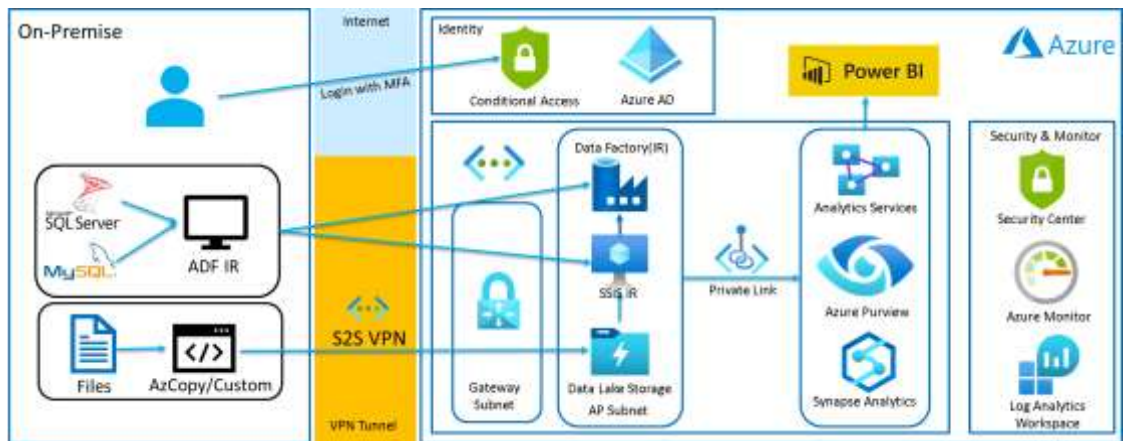 On-Premise
SQL Server
MySQL
ADF IR
Files
AzCopy/Custom
Internet
Login with MFA
S2S VPN
VPN Tunnel
Identity
Conditional Access
Azure AD
Power BI
Azure
Data Factory(IR)
SSIS IR
Data Lake Storage
AP Subnet
Gateway
Subnet
Private Link
Analytics Services
Azure Purview
Synapse Analytics
Security & Monitor
Security Center
Azure Monitor
Log Analytics
Workspace